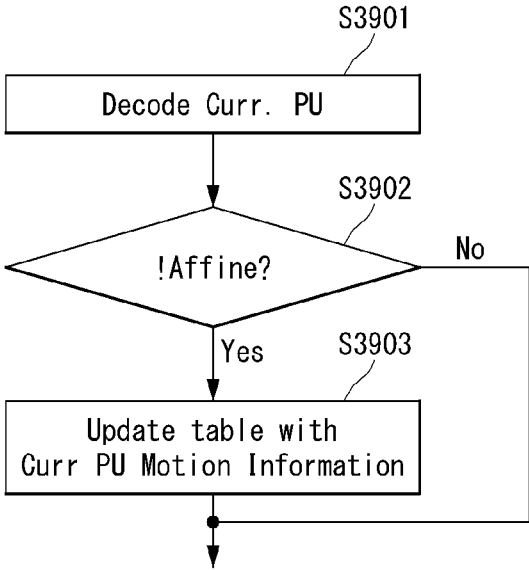 S3901
Decode Curr. PU
S3902
!Affine?
No
Yes
S3903
Update table with
Curr PU Motion Information